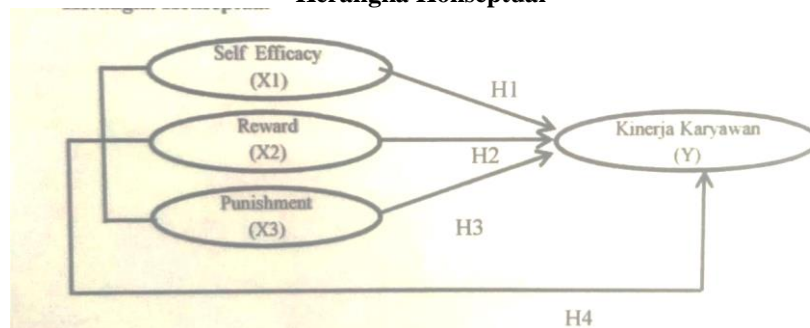 Kerangka Konseptual
Self Efficacy
(X1)
H1
Reward
(X2)
H2
Kinerja Karyawan
(Y)
Punishment
(X3)
H3
H4